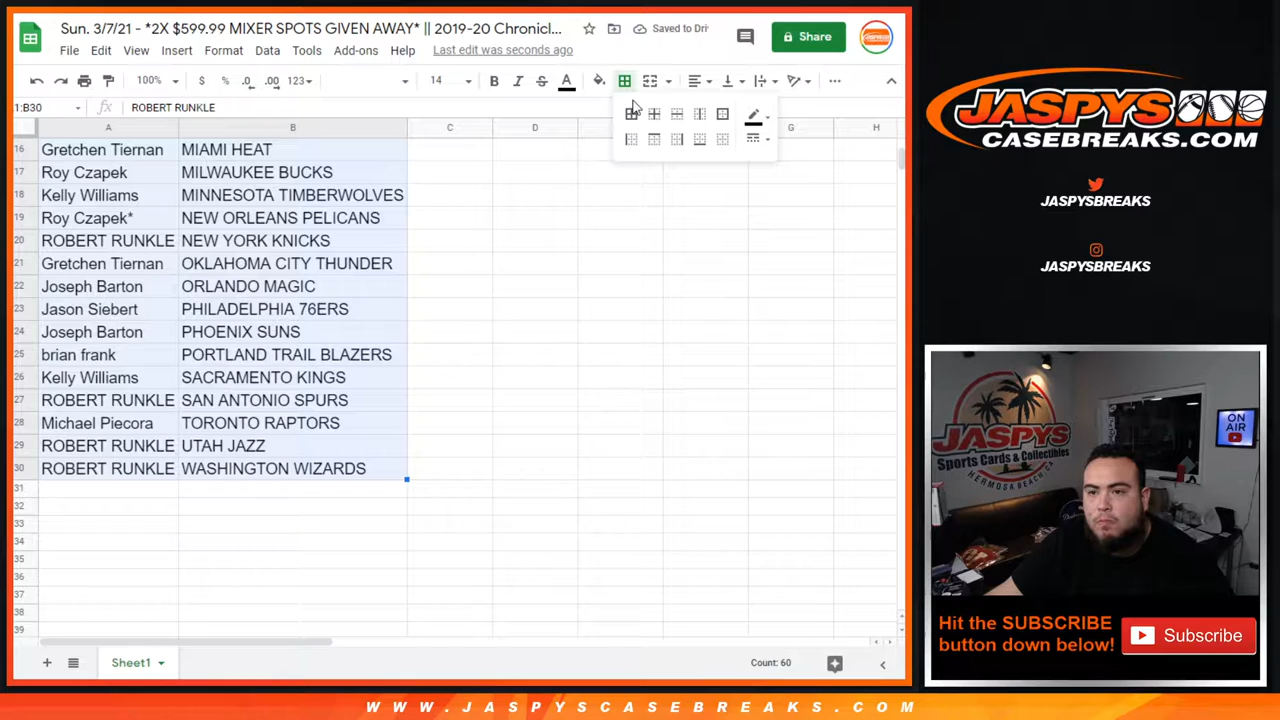 Sun. 3/7/21 - *2X $599.99 MIXER SPOTS GIVEN AWAY* || 2019-20 Chronicl...
Saved to Dri
Share
File Edit View Insert Format Data Tools Add-ons Help Last edit was seconds ago
100% $ % .0 .00 123 14 B I S A
1:B30 fx ROBERT RUNKLE
A B C D G H
16 Gretchen Tiernan MIAMI HEAT
17 Roy Czapek MILWAUKEE BUCKS
18 Kelly Williams MINNESOTA TIMBERWOLVES
19 Roy Czapek* NEW ORLEANS PELICANS
20 ROBERT RUNKLE NEW YORK KNICKS
21 Gretchen Tiernan OKLAHOMA CITY THUNDER
22 Joseph Barton ORLANDO MAGIC
23 Jason Siebert PHILADELPHIA 76ERS
24 Joseph Barton PHOENIX SUNS
25 brian frank PORTLAND TRAIL BLAZERS
26 Kelly Williams SACRAMENTO KINGS
27 ROBERT RUNKLE SAN ANTONIO SPURS
28 Michael Piecora TORONTO RAPTORS
29 ROBERT RUNKLE UTAH JAZZ
30 ROBERT RUNKLE WASHINGTON WIZARDS
31
32
33
34
35
36
37
38
39
Sheet1
Count: 60
JASPYS
CASEBREAKS.COM
JASPYSBREAKS
JASPYSBREAKS
JASPYS
Sports Cards & Collectibles
HERMOSA BEACH, CA
ON
AIR
Hit the SUBSCRIBE
button down below!
Subscribe
WWW.JASPYSCASEBREAKS.COM